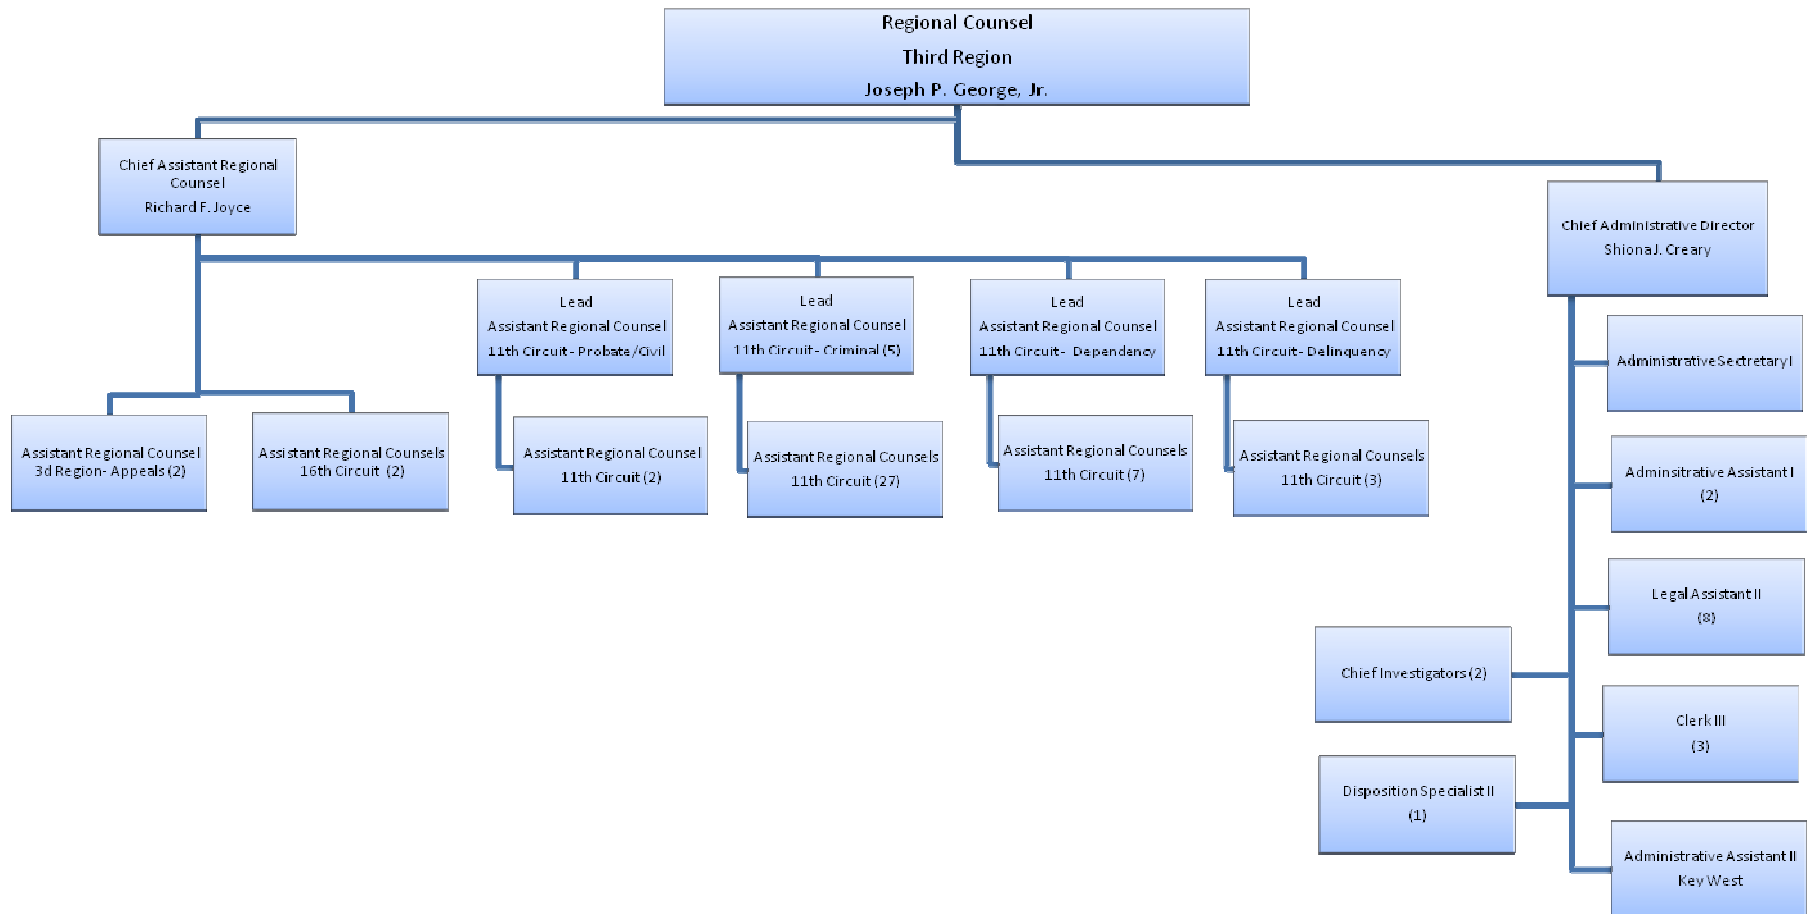 Regional Counsel
Third Region
Joseph P. George, Jr.
Chief Assistant Regional
Counsel
Richard F. Joyce
Chief Administrative Director
Shiona J. Creary
Lead
Assistant Regional Counsel
11th Circuit- Probate/Civil
Lead
Assistant Regional Counsel
11th Circuit- Criminal (5)
Lead
Assistant Regional Counsel
11th Circuit- Dependency
Lead
Assistant Regional Counsel
11th Circuit- Delinquency
Assistant Regional Counsel
3d Region- Appeals (2)
Assistant Regional Counsels
16th Circuit (2)
Assistant Regional Counsel
11th Circuit (2)
Assistant Regional Counsels
11th Circuit (27)
Assistant Regional Counsels
11th Circuit (7)
Assistant Regional Counsels
11th Circuit (3)
Administrative Sectretary I
Adminsitrative Assistant I
(2)
Legal Assistant II
(8)
Chief Investigators (2)
Clerk III
(3)
Disposition Specialist II
(1)
Administrative Assistant II
Key West